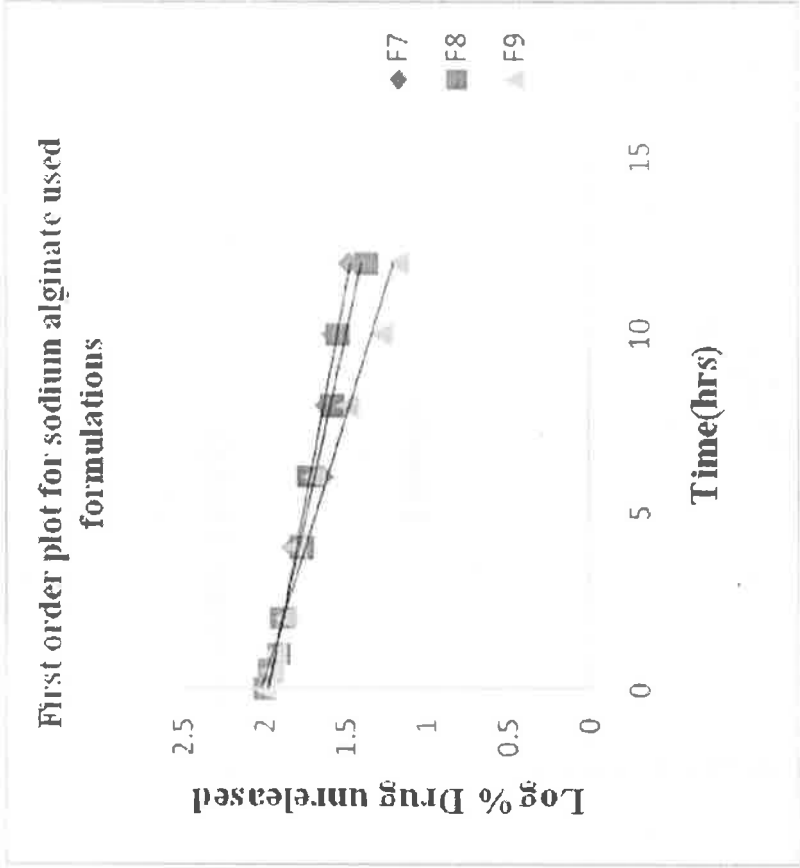 First order plot for sodium alginate used
formulations
2.5
2
1.5
1
0.5
0
0
5
10
15
Log % Drug unreleased
Time(hrs)
F7
F8
F9